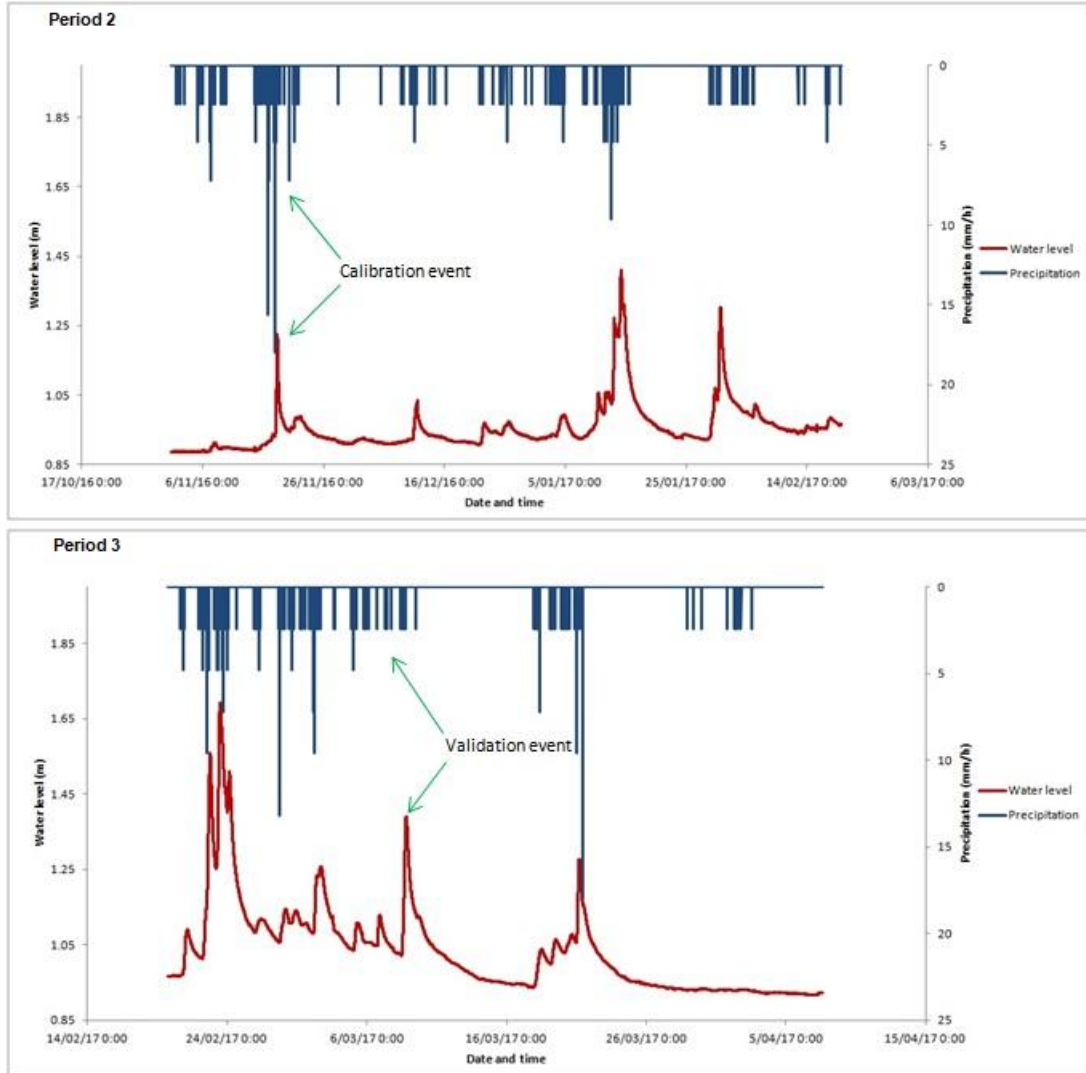 Period 2
0
1.85
5
1.65
Water level (m)
1.45
10
Precipitation (mm/h)
Water level
Precipitation
Calibration event
1.25
15
1.05
20
0.85
25
17/10/16 0:00 6/11/16 0:00 26/11/16 0:00 16/12/16 0:00 5/01/17 0:00 25/01/17 0:00 14/02/17 0:00 6/03/17 0:00
Date and time
Period 3
0
1.85
5
1.65
Water level (m)
Validation event
1.45
10
Precipitation (mm/h)
Water level
Precipitation
1.25
15
1.05
20
0.85
25
14/02/17 0:00 24/02/17 0:00 6/03/17 0:00 16/03/17 0:00 26/03/17 0:00 5/04/17 0:00 15/04/17 0:00
Date and time